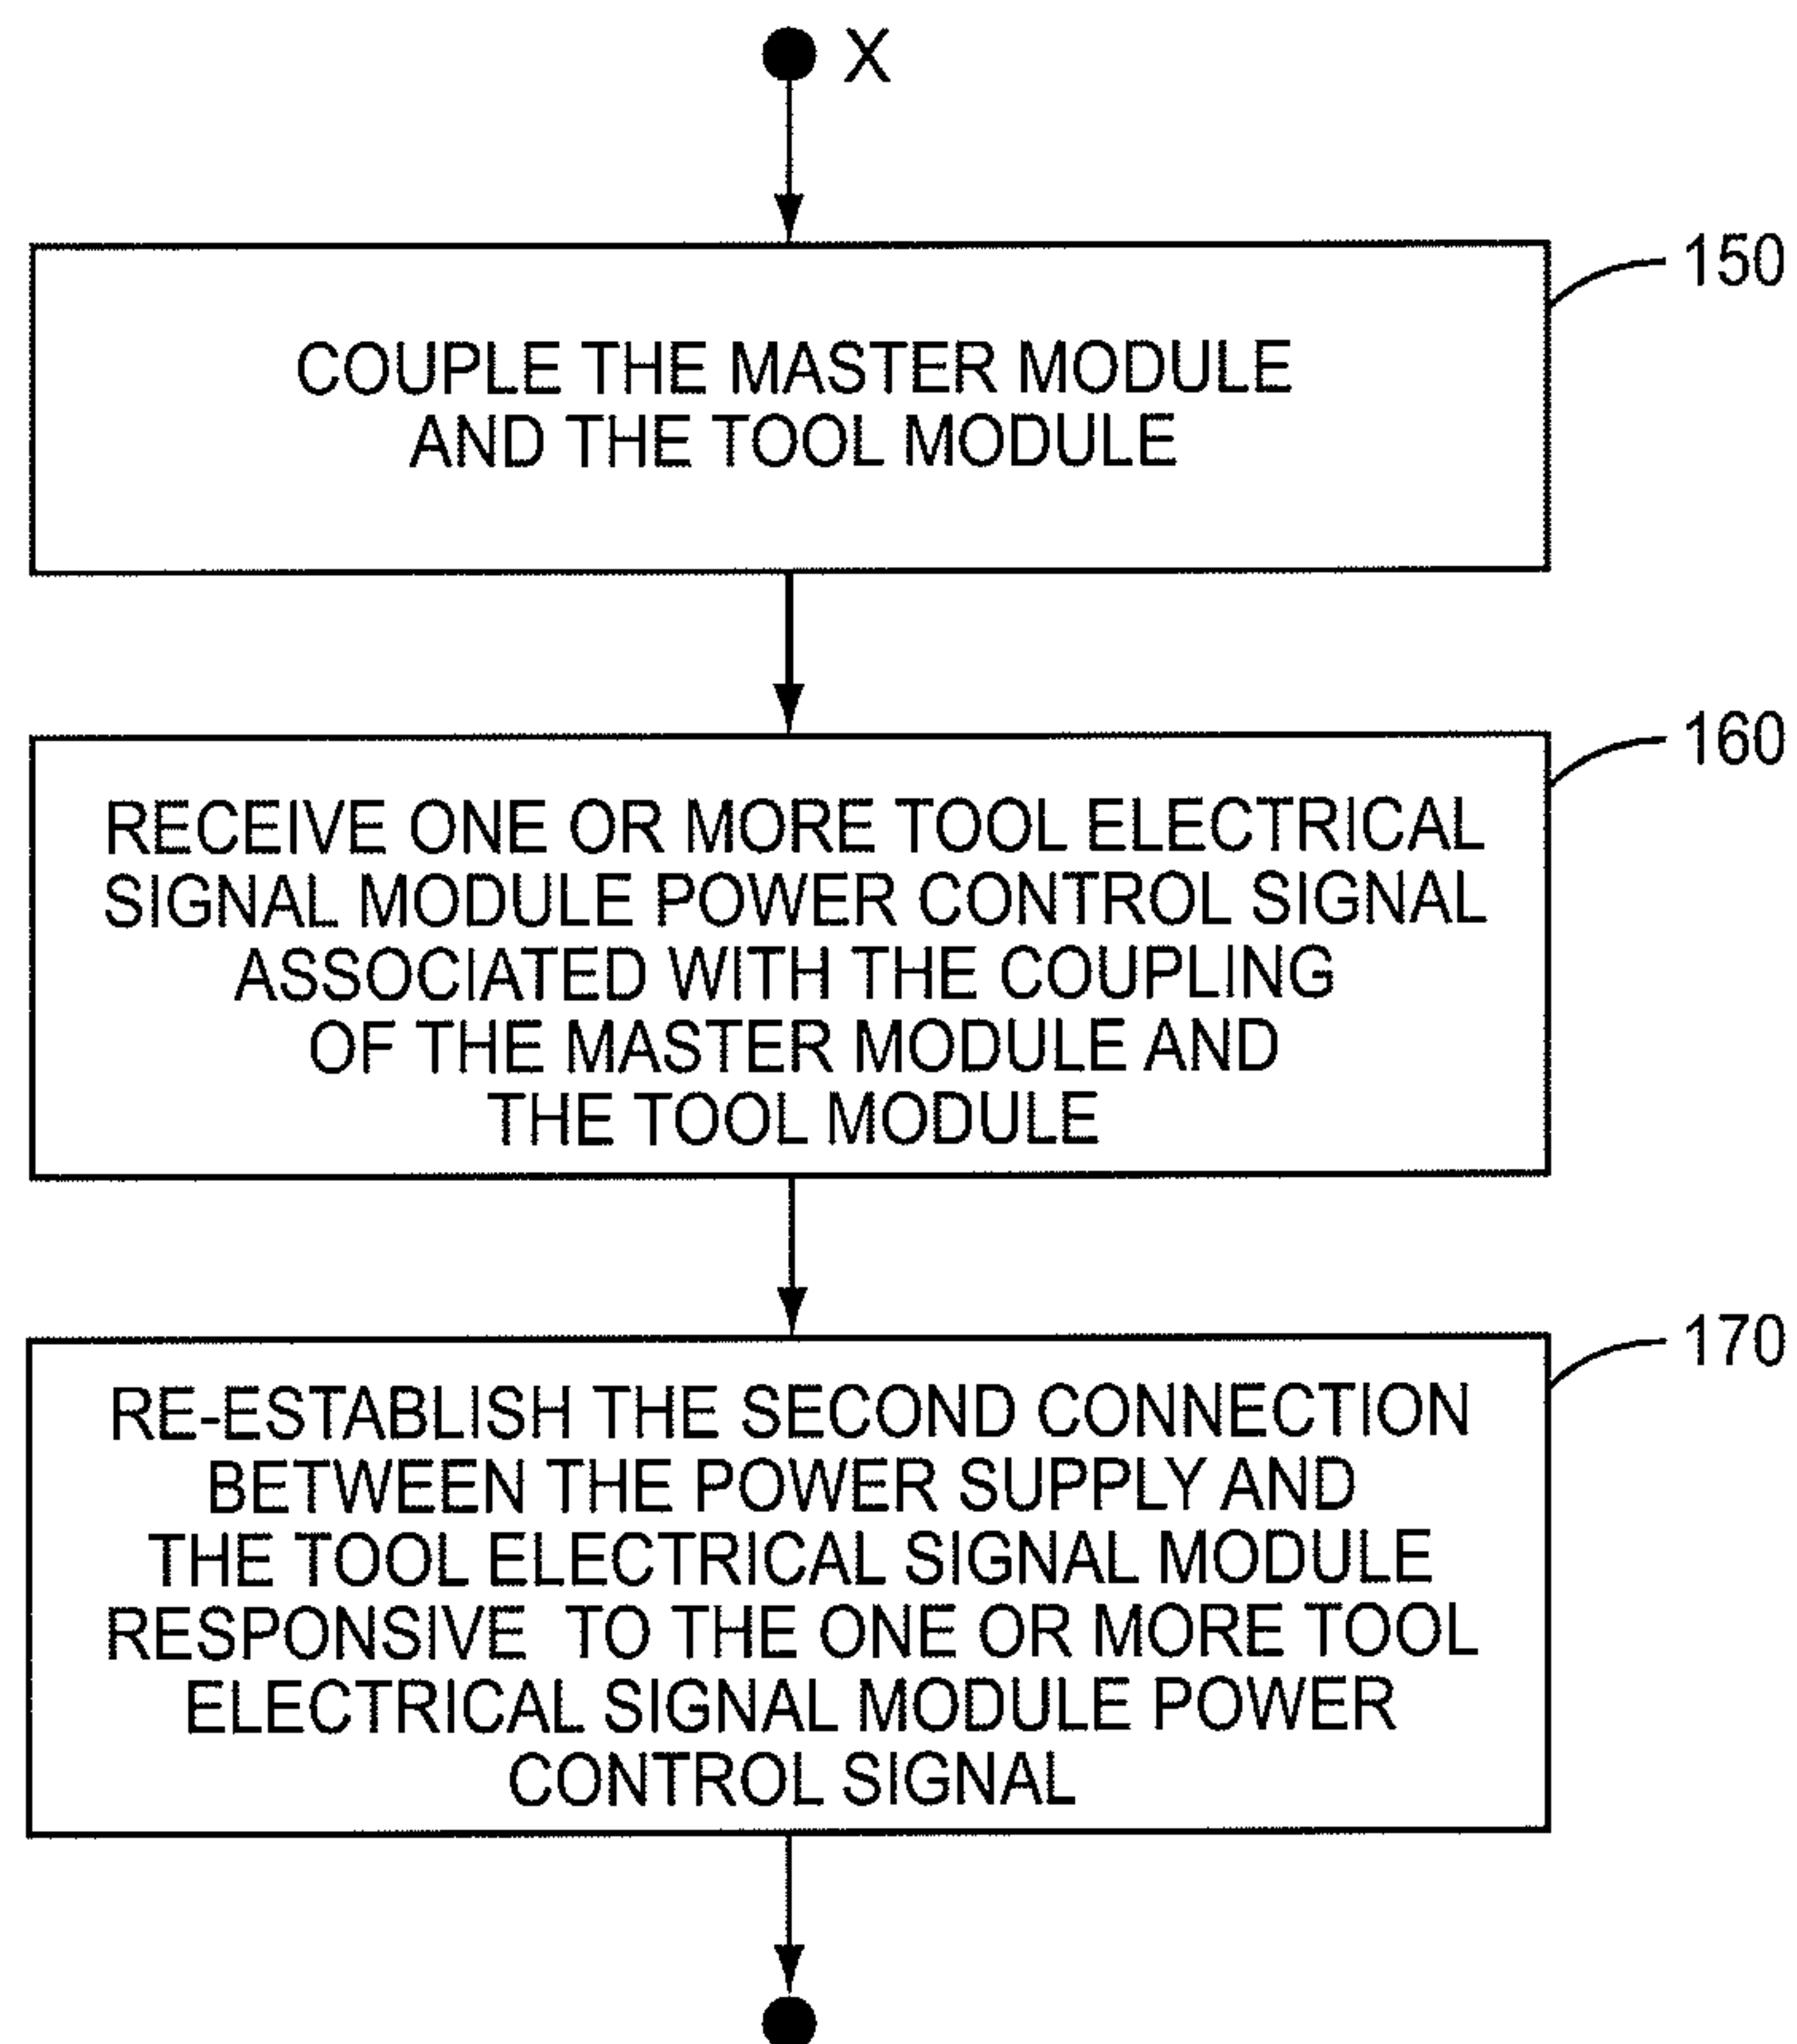 X
150
COUPLE THE MASTER MODULE
AND THE TOOL MODULE
160
RECEIVE ONE OR MORE TOOL ELECTRICAL
SIGNAL MODULE POWER CONTROL SIGNAL
ASSOCIATED WITH THE COUPLING
OF THE MASTER MODULE AND
THE TOOL MODULE
170
RE-ESTABLISH THE SECOND CONNECTION
BETWEEN THE POWER SUPPLY AND
THE TOOL ELECTRICAL SIGNAL MODULE
RESPONSIVE TO THE ONE OR MORE TOOL
ELECTRICAL SIGNAL MODULE POWER
CONTROL SIGNAL